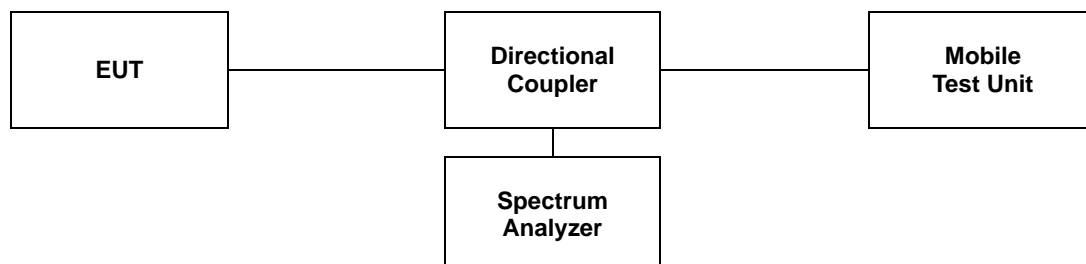 EUT
Directional
Coupler
Mobile
Test Unit
Spectrum
Analyzer